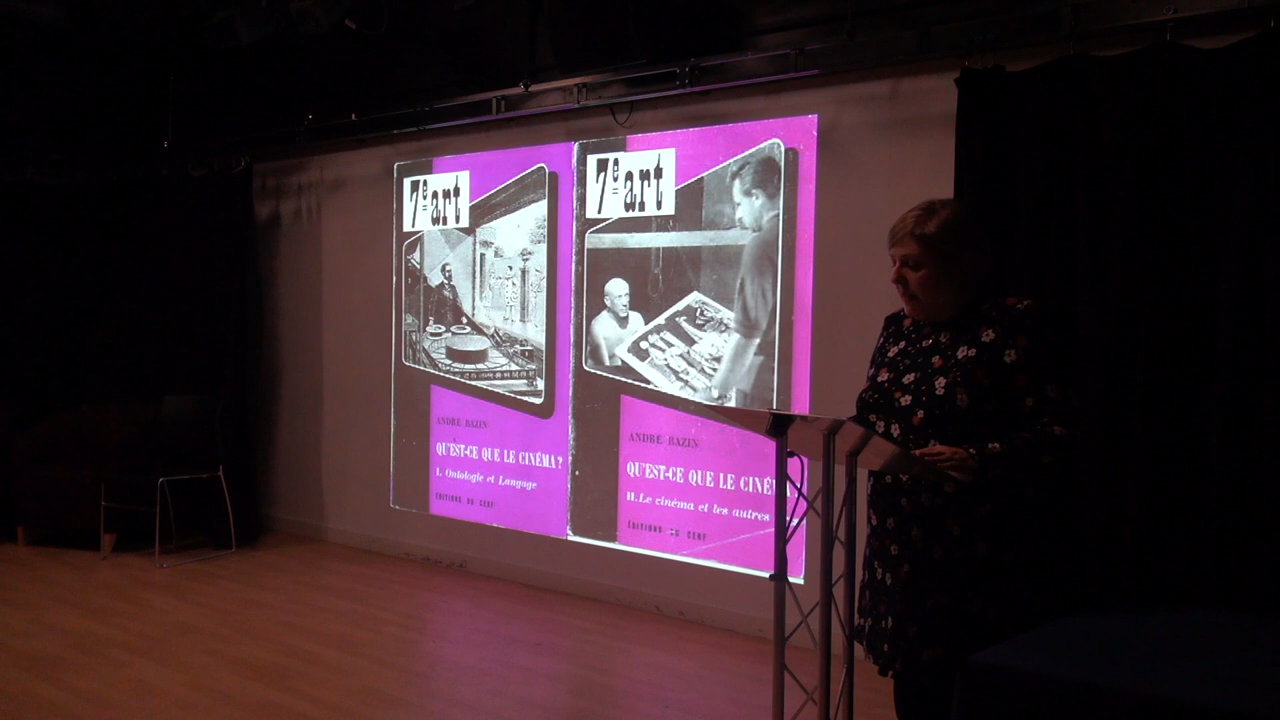 7e art
ANDRÉ BAZIN
QU'EST-CE QUE LE CINÉMA?
I. Ontologie et Langage
ÉDITIONS DU CERF
7e art
ANDRÉ BAZIN
QU'EST-CE QUE LE CINÉMA
II. Le cinéma et les autres
ÉDITIONS DU CERF